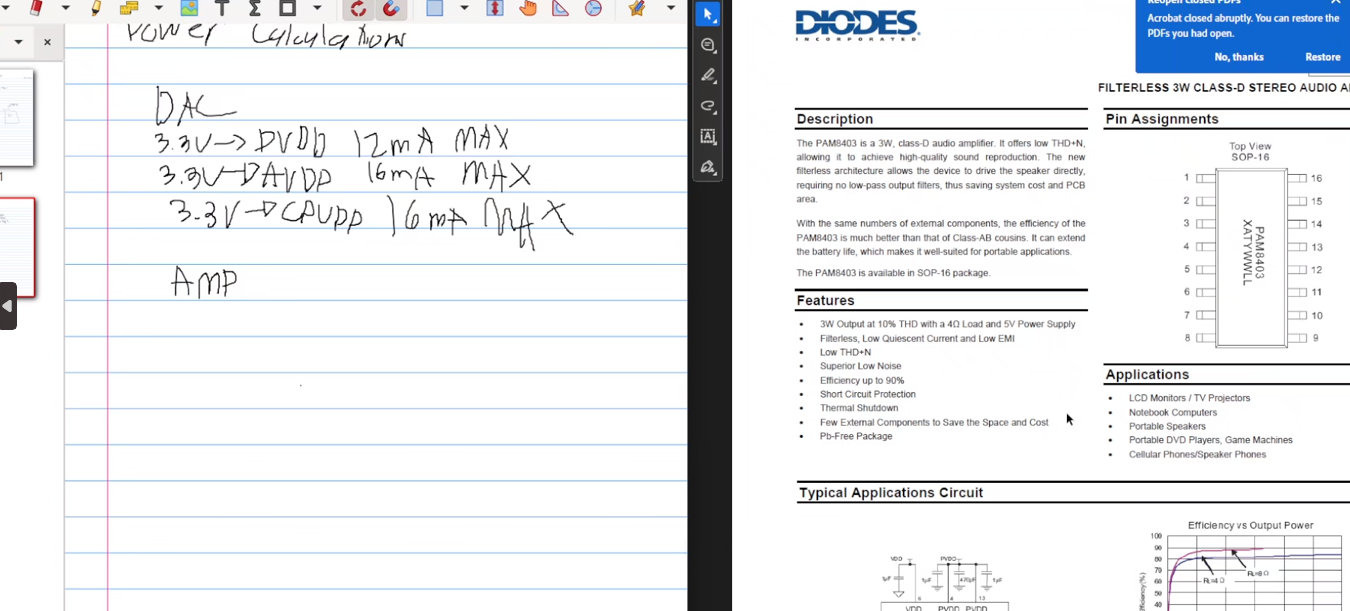 Power Calculations
DAC
3.3V → DVDD 12mA MAX
3.3V → AVDD 16mA MAX
3.3V → CPVDD 16mA MAX
AMP
1
DIODES
INCORPORATED
Acrobat closed abruptly. You can restore the
PDFs you had open.
No, thanks Restore
FILTERLESS 3W CLASS-D STEREO AUDIO
Description
The PAM8403 is a 3W, class-D audio amplifier. It offers low THD+N,
allowing it to achieve high-quality sound reproduction. The new
filterless architecture allows the device to drive the speaker directly,
requiring no low-pass output filters, thus saving system cost and PCB
area.
With the same numbers of external components, the efficiency of the
PAM8403 is much better than that of Class-AB cousins. It can extend
the battery life, which makes it well-suited for portable applications.
The PAM8403 is available in SOP-16 package.
Features
• 3W Output at 10% THD with a 4Ω Load and 5V Power Supply
• Filterless, Low Quiescent Current and Low EMI
• Low THD+N
• Superior Low Noise
• Efficiency up to 90%
• Short Circuit Protection
• Thermal Shutdown
• Few External Components to Save the Space and Cost
• Pb-Free Package
Pin Assignments
Top View
SOP-16
1 16
2 15
3 14
4 13
5 12
6 11
7 10
8 9
PAM8403
XATYWWLL
Applications
• LCD Monitors / TV Projectors
• Notebook Computers
• Portable Speakers
• Portable DVD Players, Game Machines
• Cellular Phones/Speaker Phones
Typical Applications Circuit
VDD PVDD
1µF 1µF 470µF 1µF
6 4 13
VDD PVDD PVDD
Efficiency vs Output Power
100
90
80
70
60
50
40
Efficiency(%)
RL=4Ω
RL=8Ω